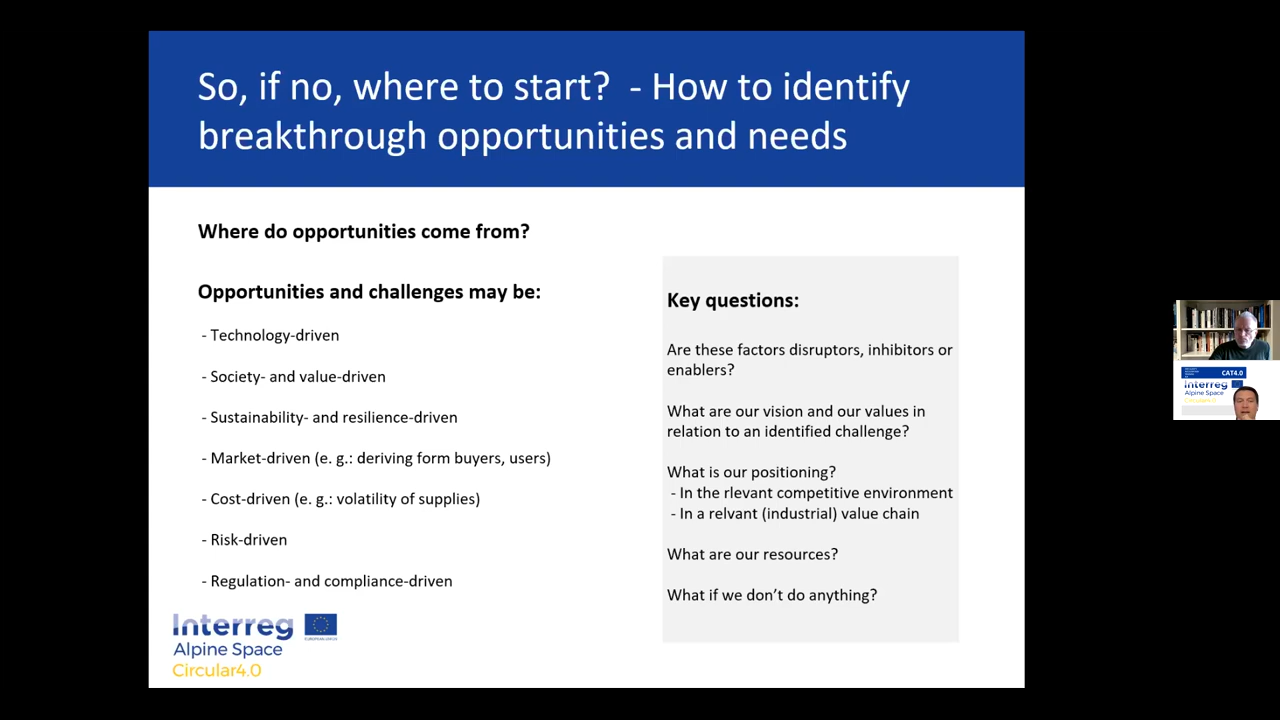 So, if no, where to start?  - How to identify
breakthrough opportunities and needs
Where do opportunities come from?
Opportunities and challenges may be:
- Technology-driven
- Society- and value-driven
- Sustainability- and resilience-driven
- Market-driven (e. g.: deriving form buyers, users)
- Cost-driven (e. g.: volatility of supplies)
- Risk-driven
- Regulation- and compliance-driven
Key questions:
Are these factors disruptors, inhibitors or
enablers?
What are our vision and our values in
relation to an identified challenge?
What is our positioning?
- In the rlevant competitive environment
- In a relvant (industrial) value chain
What are our resources?
What if we don't do anything?
Interreg
EUROPEAN UNION
Alpine Space
Circular4.0
CAT4.0
Interreg
Alpine Space
Circular4.0